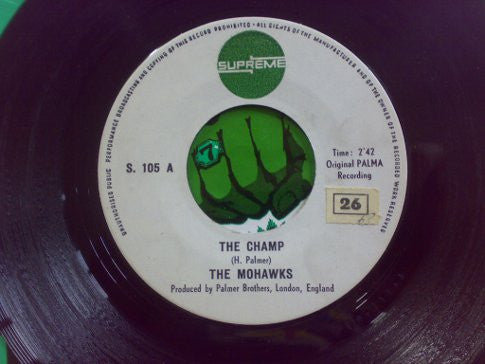 UNAUTHORISED PUBLIC PERFORMANCE BROADCASTING AND COPYING OF THIS RECORD PROHIBITED - ALL RIGHTS OF THE MANUFACTURER AND OF THE OWNER OF THE RECORDED WORK RESERVED
SUPREME
S. 105 A
7
Time: 2'42
Original PALMA
Recording
26
THE CHAMP
(H. Palmer)
THE MOHAWKS
Produced by Palmer Brothers, London, England